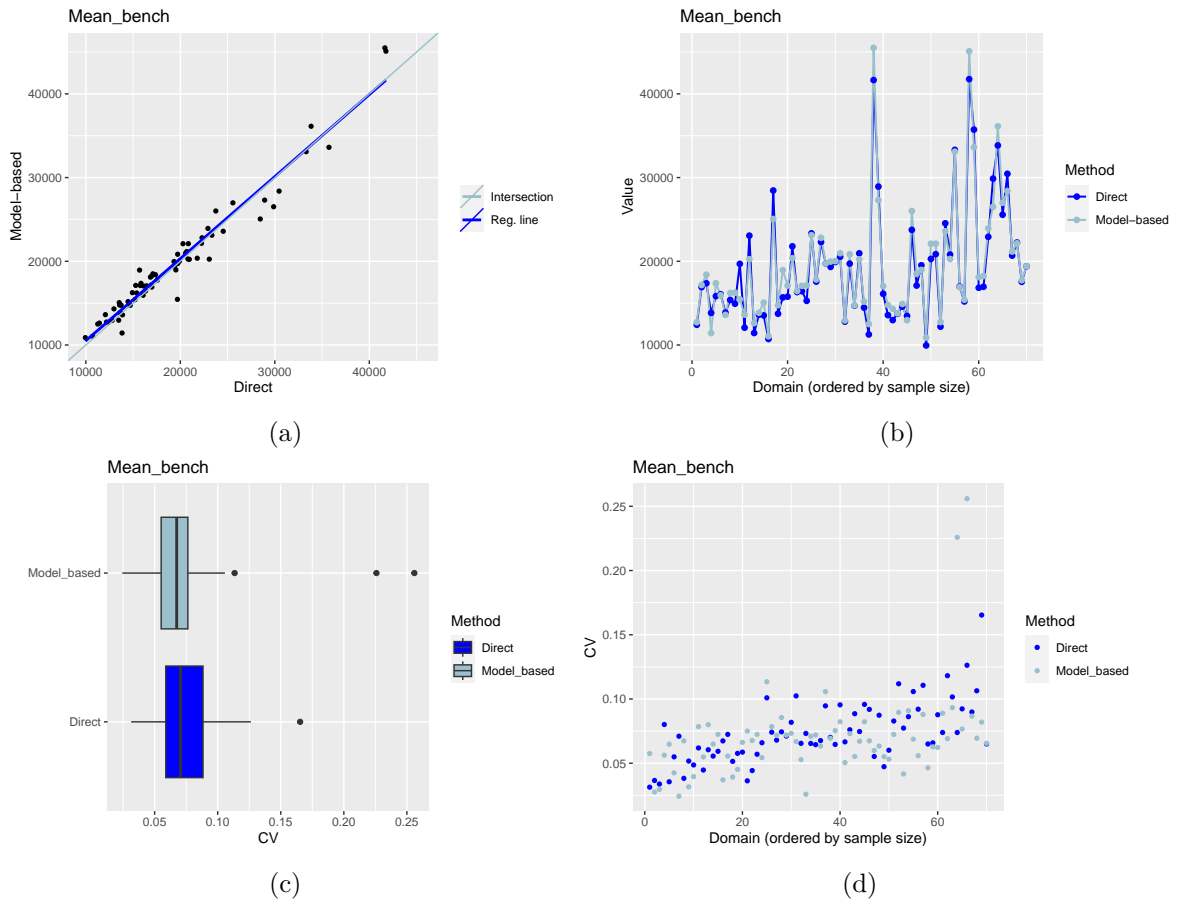 Mean_bench
40000
30000
20000
10000
Model−based
10000 20000 30000 40000
Direct
Intersection
Reg. line
(a)
Mean_bench
40000
30000
20000
10000
Value
0 20 40 60
Domain (ordered by sample size)
Method
Direct
Model−based
(b)
Mean_bench
Model_based
Direct
0.05 0.10 0.15 0.20 0.25
CV
Method
Direct
Model_based
(c)
Mean_bench
0.25
0.20
0.15
0.10
0.05
CV
0 20 40 60
Domain (ordered by sample size)
Method
Direct
Model_based
(d)